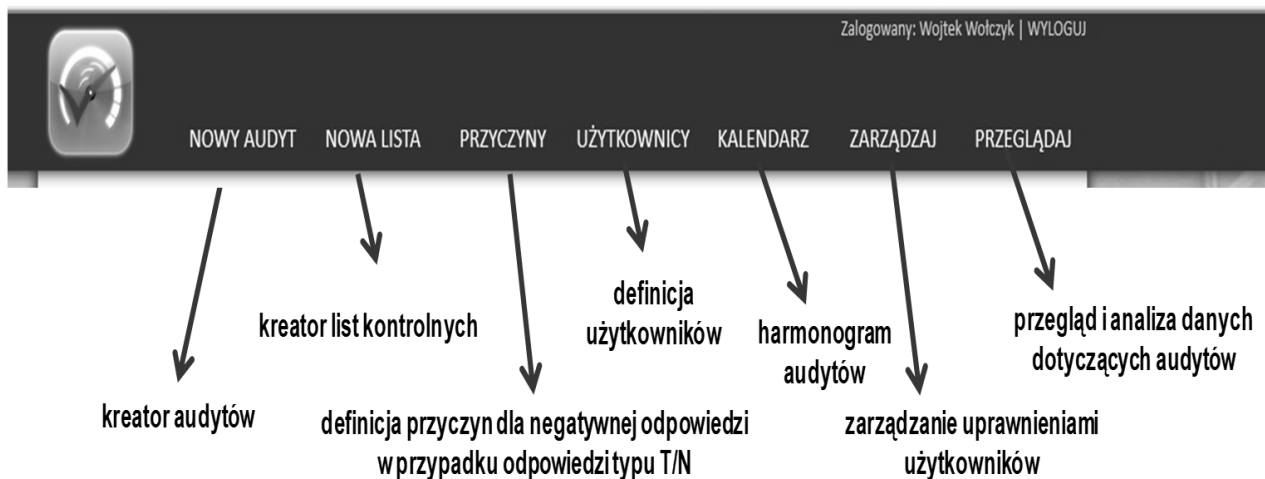 Zalogowany: Wojtek Wołczyk | WYLOGUJ
NOWY AUDYT NOWA LISTA PRZYCZYNY UŻYTKOWNICY KALENDARZ ZARZĄDZAJ PRZEGLĄDAJ
kreator audytów
kreator list kontrolnych
definicja przyczyn dla negatywnej odpowiedzi
w przypadku odpowiedzi typu T/N
definicja
użytkowników
harmonogram
audytów
zarządzanie uprawnieniami
użytkowników
przegląd i analiza danych
dotyczących audytów